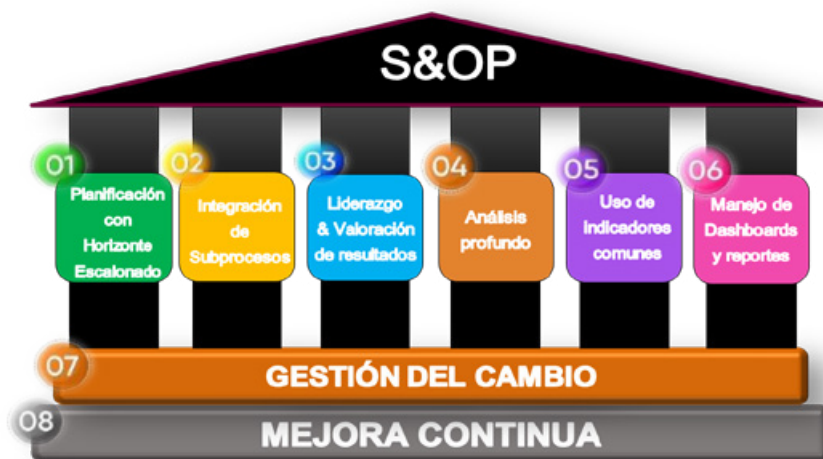 S&OP
01
Planificación
con
Horizonte
Escalonado
02
Integración
de
Subprocesos
03
Liderazgo
& Valoración
de resultados
04
Análisis
profundo
05
Uso de
Indicadores
comunes
06
Manejo de
Dashboards
y reportes
07
GESTIÓN DEL CAMBIO
08
MEJORA CONTINUA